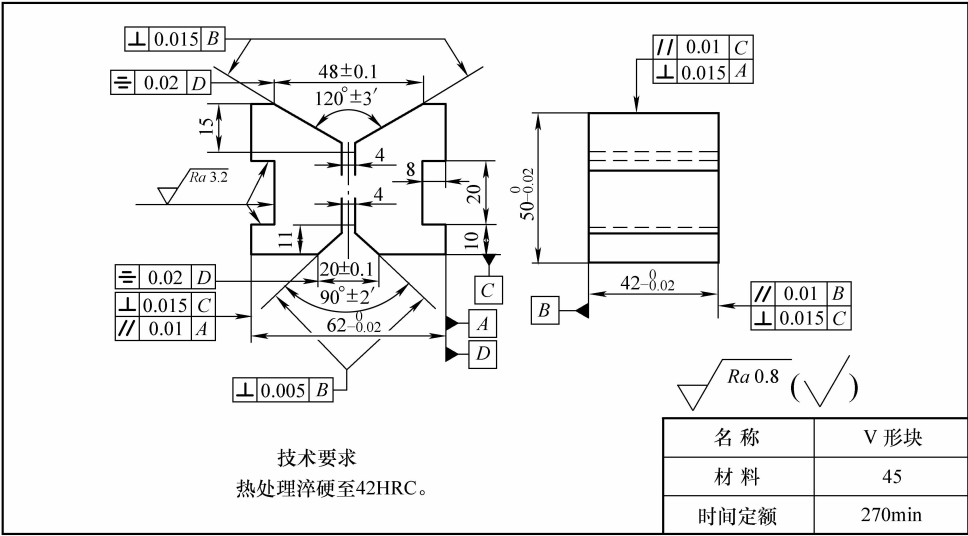 ⊥ 0.015 B
⌯ 0.02 D
48±0.1
120°±3′
15
4
8
20
Ra 3.2
4
11
10
⌯ 0.02 D
⊥ 0.015 C
// 0.01 A
20±0.1
90°±2′
62 0 -0.02
C
A
D
⊥ 0.005 B
// 0.01 C
⊥ 0.015 A
50 0 -0.02
42 0 -0.02
B
// 0.01 B
⊥ 0.015 C
Ra 0.8 (√)
技术要求
热处理淬硬至42HRC。
名 称 V 形块
材 料 45
时间定额 270min